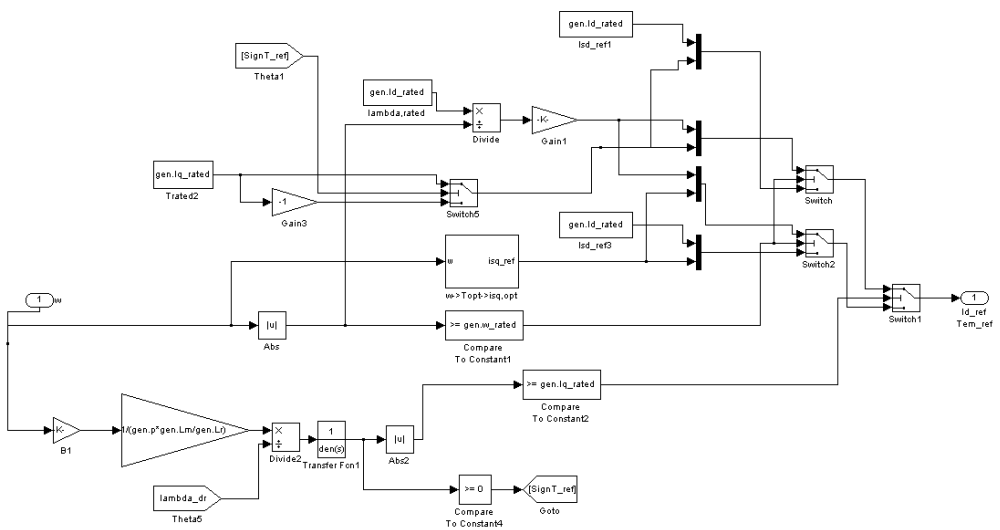 gen.Id_rated
Isd_ref1
[SignT_ref]
Theta1
gen.Id_rated
lambda,rated
×
÷
Divide
-K-
Gain1
gen.Iq_rated
Trated2
-1
Gain3
Switch5
Switch
gen.Id_rated
Isd_ref3
Switch2
w
isq_ref
w->Topt->isq,opt
1
w
|u|
Abs
>= gen.w_rated
Compare
To Constant1
Switch1
1
Id_ref
Tem_ref
>= gen.Iq_rated
Compare
To Constant2
K-
B1
1/(gen.p*gen.Lm/gen.Lr)
×
÷
Divide2
1
den(s)
Transfer Fcn1
|u|
Abs2
lambda_dr
Theta5
>= 0
Compare
To Constant4
[SignT_ref]
Goto